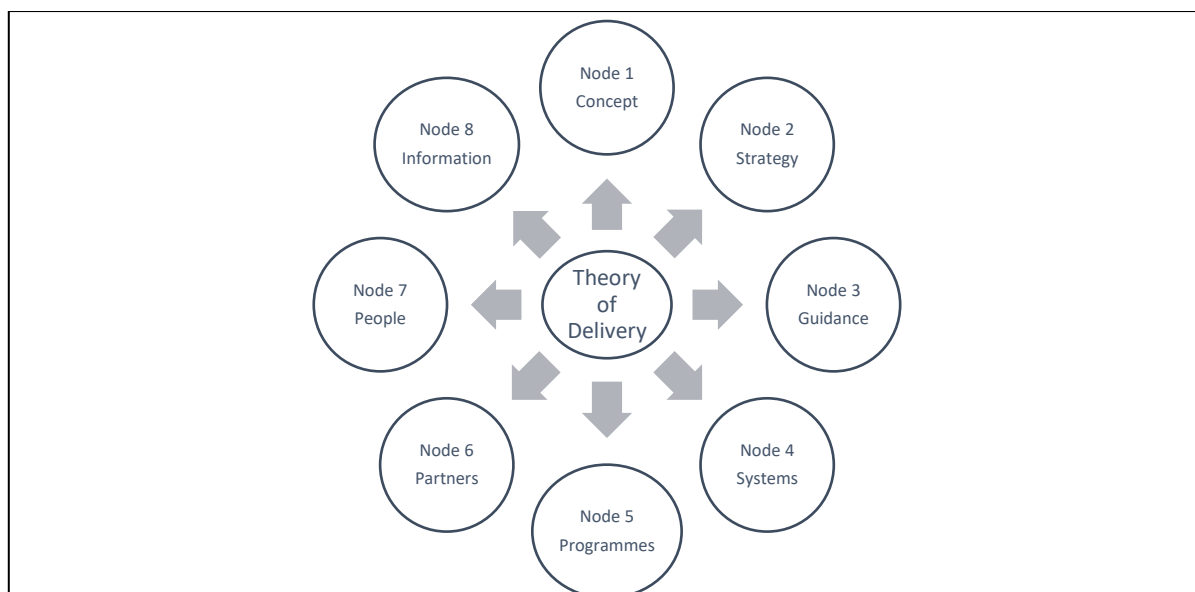 Node 1
Concept
Node 2
Strategy
Node 3
Guidance
Node 4
Systems
Node 5
Programmes
Node 6
Partners
Node 7
People
Node 8
Information
Theory
of
Delivery